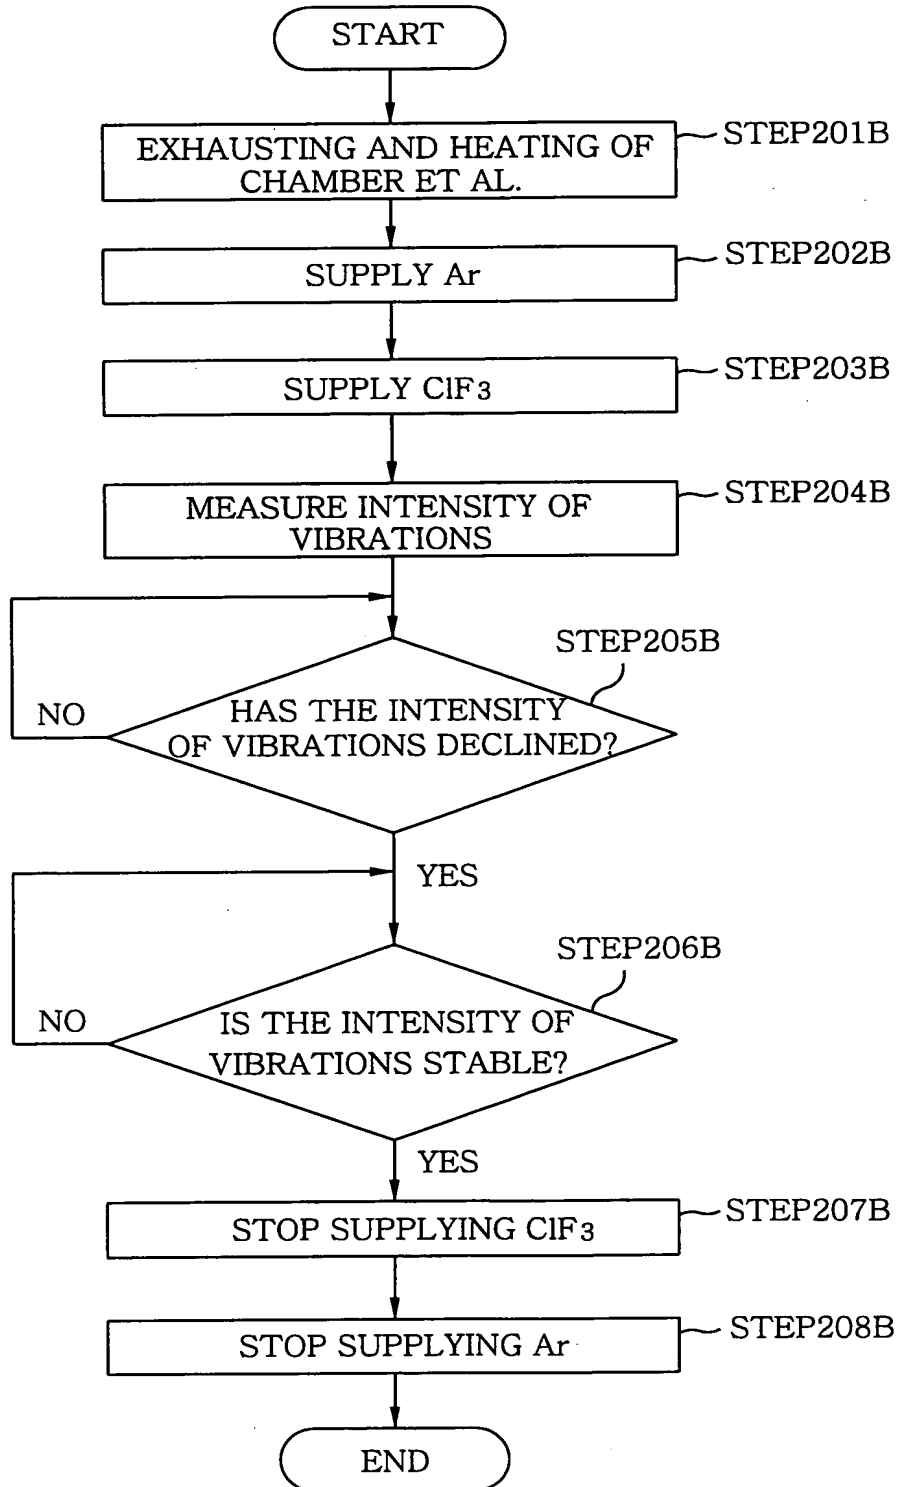 START
EXHAUSTING AND HEATING OF
CHAMBER ET AL.
STEP201B
SUPPLY Ar
STEP202B
SUPPLY ClF3
STEP203B
MEASURE INTENSITY OF
VIBRATIONS
STEP204B
STEP205B
HAS THE INTENSITY
OF VIBRATIONS DECLINED?
NO
YES
STEP206B
IS THE INTENSITY OF
VIBRATIONS STABLE?
NO
YES
STOP SUPPLYING ClF3
STEP207B
STOP SUPPLYING Ar
STEP208B
END